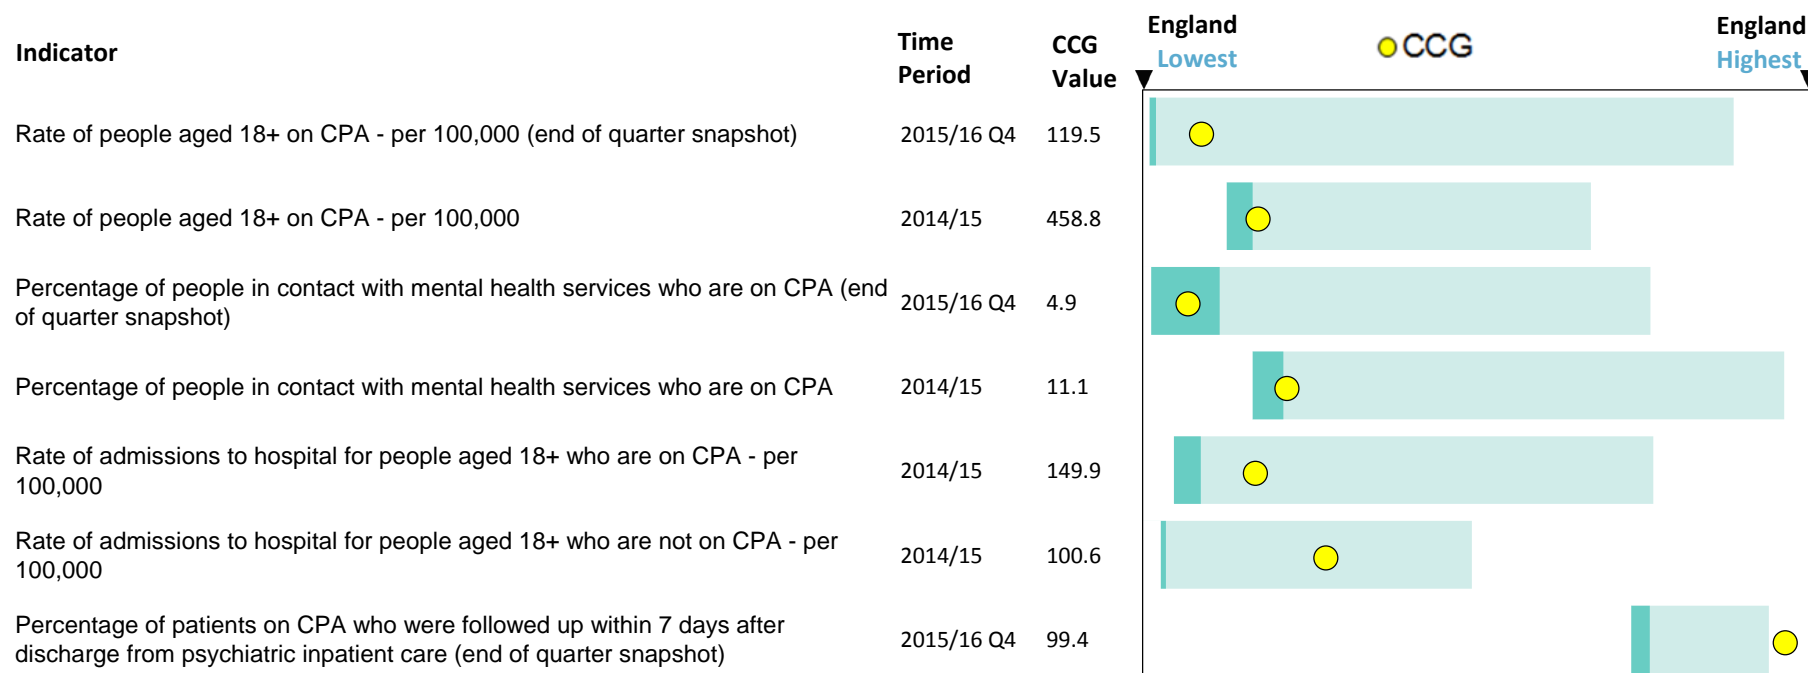 Indicator
Time
Period
CCG
Value
England
Lowest
CCG
England
Highest
Rate of people aged 18+ on CPA - per 100,000 (end of quarter snapshot)
2015/16 Q4
119.5
Rate of people aged 18+ on CPA - per 100,000
2014/15
458.8
Percentage of people in contact with mental health services who are on CPA (end
of quarter snapshot)
2015/16 Q4
4.9
Percentage of people in contact with mental health services who are on CPA
2014/15
11.1
Rate of admissions to hospital for people aged 18+ who are on CPA - per
100,000
2014/15
149.9
Rate of admissions to hospital for people aged 18+ who are not on CPA - per
100,000
2014/15
100.6
Percentage of patients on CPA who were followed up within 7 days after
discharge from psychiatric inpatient care (end of quarter snapshot)
2015/16 Q4
99.4